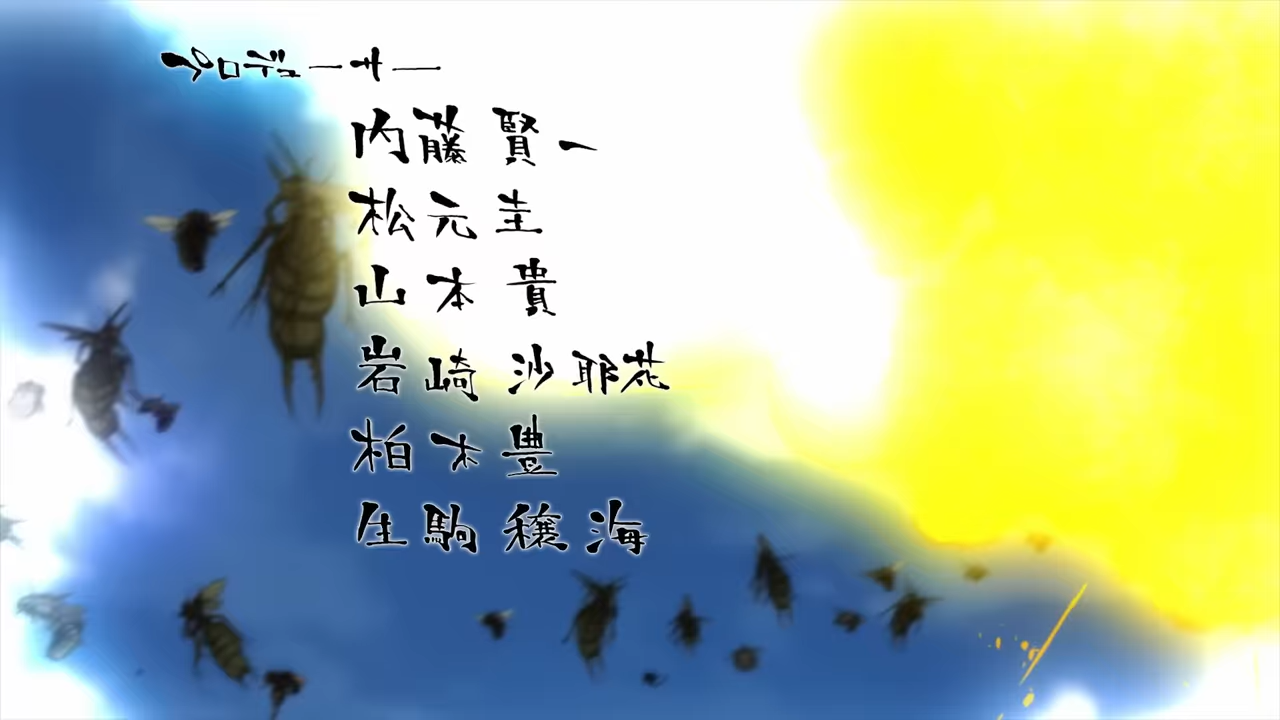 プロデューサー
内藤 賢一
松元 圭
山本 貴
岩崎 沙耶花
柏木 豊
生駒 穣海